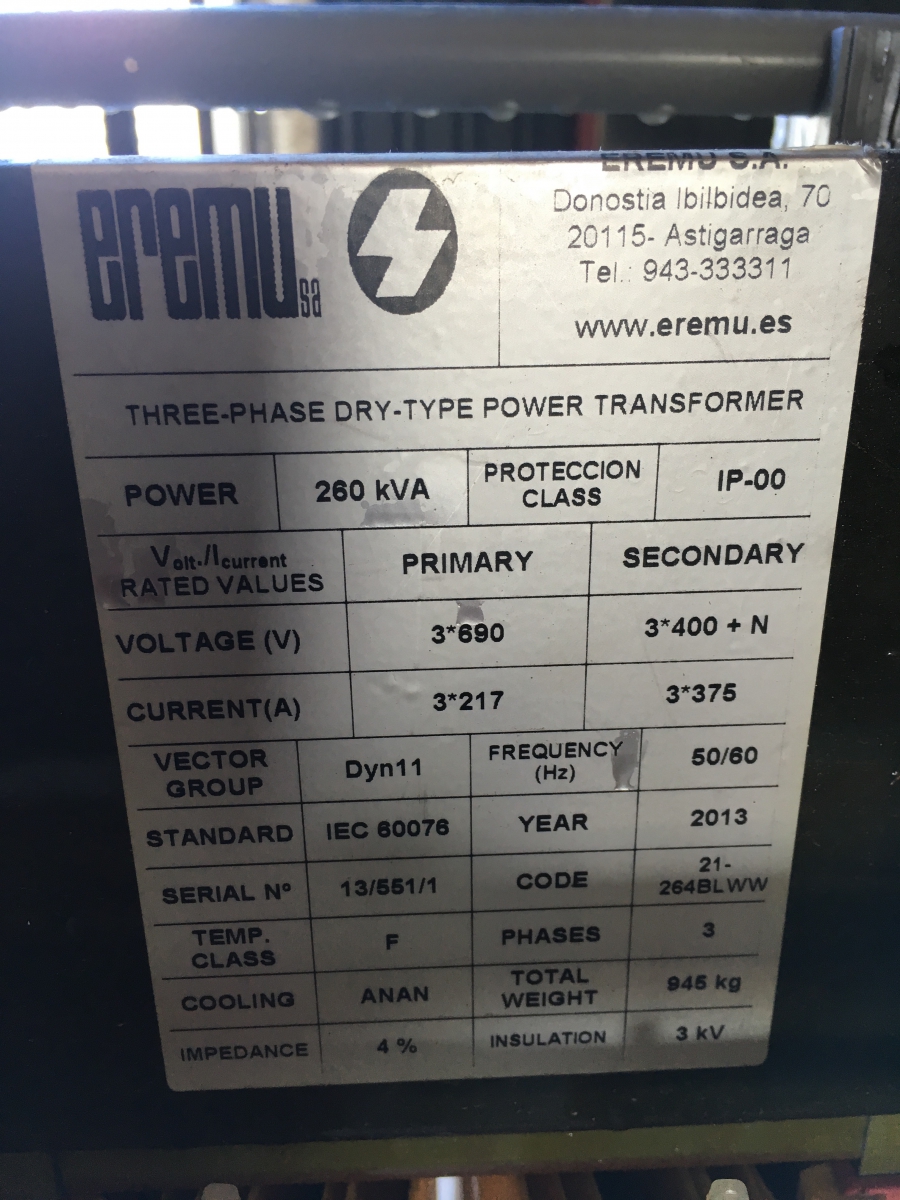 eremu sa
EREMU S.A.
Donostia Ibilbidea, 70
20115- Astigarraga
Tel.: 943-333311
www.eremu.es
THREE-PHASE DRY-TYPE POWER TRANSFORMER
POWER 260 kVA PROTECCION CLASS IP-00
Volt./Icurrent RATED VALUES PRIMARY SECONDARY
VOLTAGE (V) 3*690 3*400 + N
CURRENT(A) 3*217 3*375
VECTOR GROUP Dyn11 FREQUENCY (Hz) 50/60
STANDARD IEC 60076 YEAR 2013
SERIAL Nº 13/551/1 CODE 21-264BLWW
TEMP. CLASS F PHASES 3
COOLING ANAN TOTAL WEIGHT 945 kg
IMPEDANCE 4 % INSULATION 3 kV